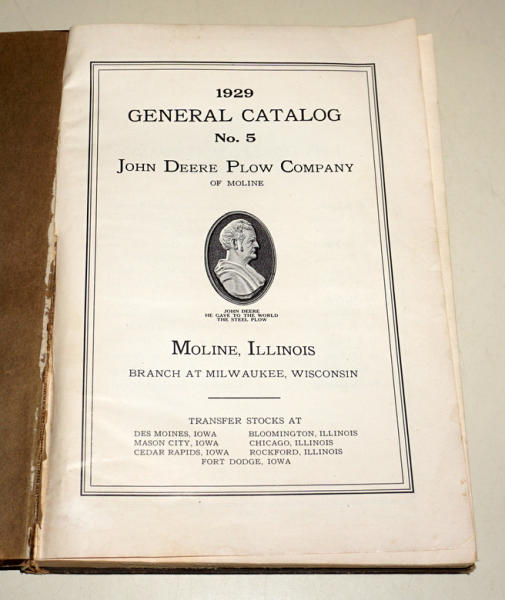 1929
GENERAL CATALOG
No. 5
JOHN DEERE PLOW COMPANY
OF MOLINE
JOHN DEERE
HE GAVE TO THE WORLD
THE STEEL PLOW
MOLINE, ILLINOIS
BRANCH AT MILWAUKEE, WISCONSIN
TRANSFER STOCKS AT
DES MOINES, IOWA BLOOMINGTON, ILLINOIS
MASON CITY, IOWA CHICAGO, ILLINOIS
CEDAR RAPIDS, IOWA ROCKFORD, ILLINOIS
FORT DODGE, IOWA